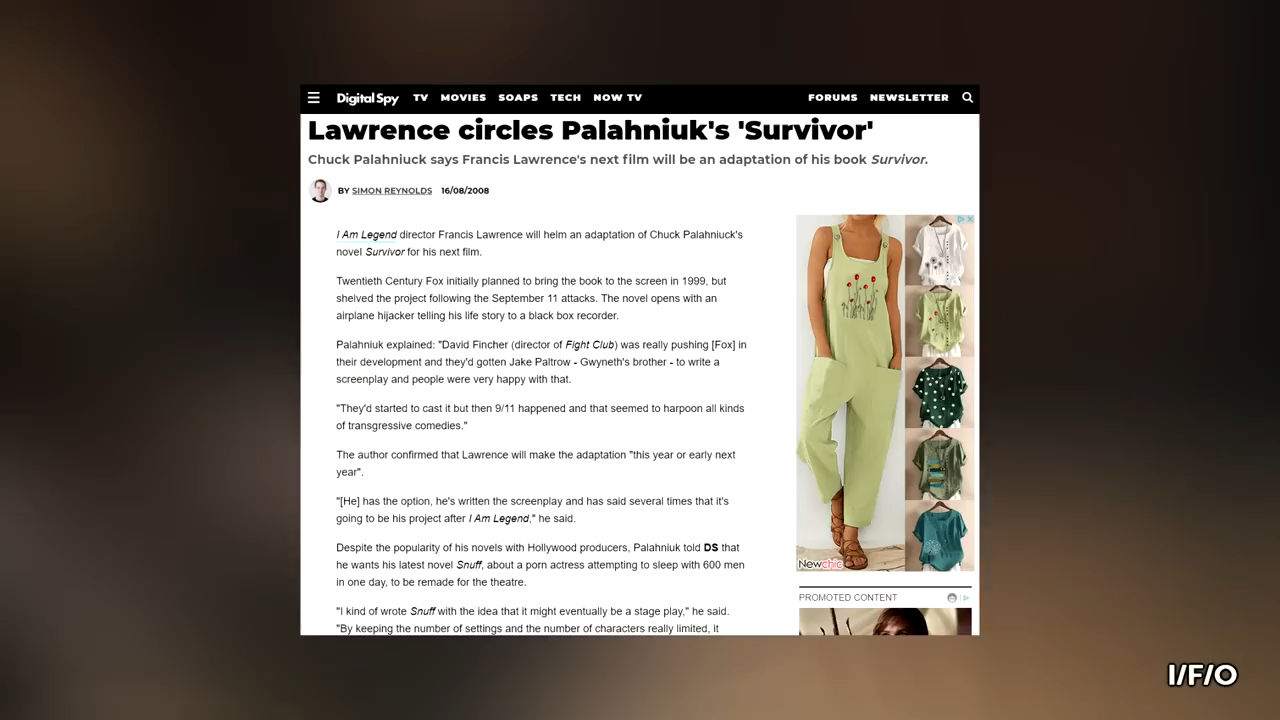 Digital Spy TV MOVIES SOAPS TECH NOW TV FORUMS NEWSLETTER
Lawrence circles Palahniuk's 'Survivor'
Chuck Palahniuck says Francis Lawrence's next film will be an adaptation of his book Survivor.
BY SIMON REYNOLDS 16/08/2008
I Am Legend director Francis Lawrence will helm an adaptation of Chuck Palahniuck's
novel Survivor for his next film.
Twentieth Century Fox initially planned to bring the book to the screen in 1999, but
shelved the project following the September 11 attacks. The novel opens with an
airplane hijacker telling his life story to a black box recorder.
Palahniuk explained: "David Fincher (director of Fight Club) was really pushing [Fox] in
their development and they'd gotten Jake Paltrow - Gwyneth's brother - to write a
screenplay and people were very happy with that.
"They'd started to cast it but then 9/11 happened and that seemed to harpoon all kinds
of transgressive comedies."
The author confirmed that Lawrence will make the adaptation "this year or early next
year".
"[He] has the option, he's written the screenplay and has said several times that it's
going to be his project after I Am Legend," he said.
Despite the popularity of his novels with Hollywood producers, Palahniuk told DS that
he wants his latest novel Snuff, about a porn actress attempting to sleep with 600 men
in one day, to be remade for the theatre.
"I kind of wrote Snuff with the idea that it might eventually be a stage play," he said.
"By keeping the number of settings and the number of characters really limited, it
Newchic
PROMOTED CONTENT
I/F/O